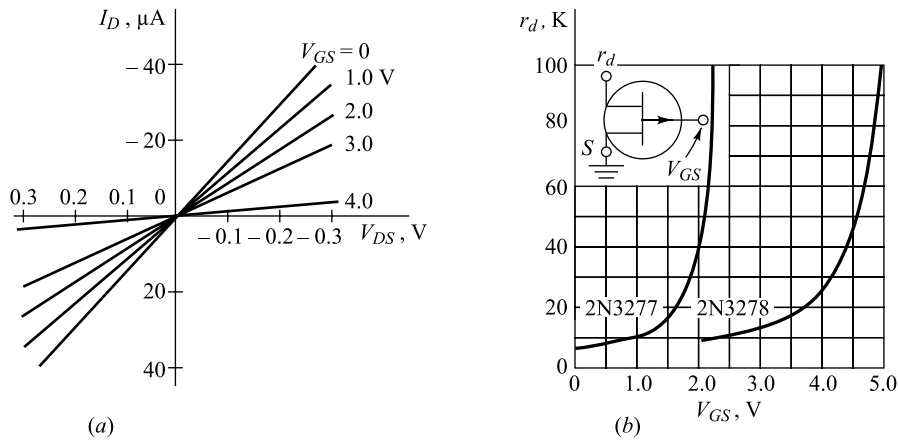 I_D, µA
V_GS = 0
– 40
1.0 V
2.0
– 20
3.0
0.3 0.2 0.1 0
4.0
– 0.1 – 0.2 – 0.3 V_DS, V
20
40
(a)
r_d, K
100
r_d
80
S
V_GS
60
40
20
2N3277 2N3278
0
0 1.0 2.0 3.0 4.0 5.0
V_GS, V
(b)